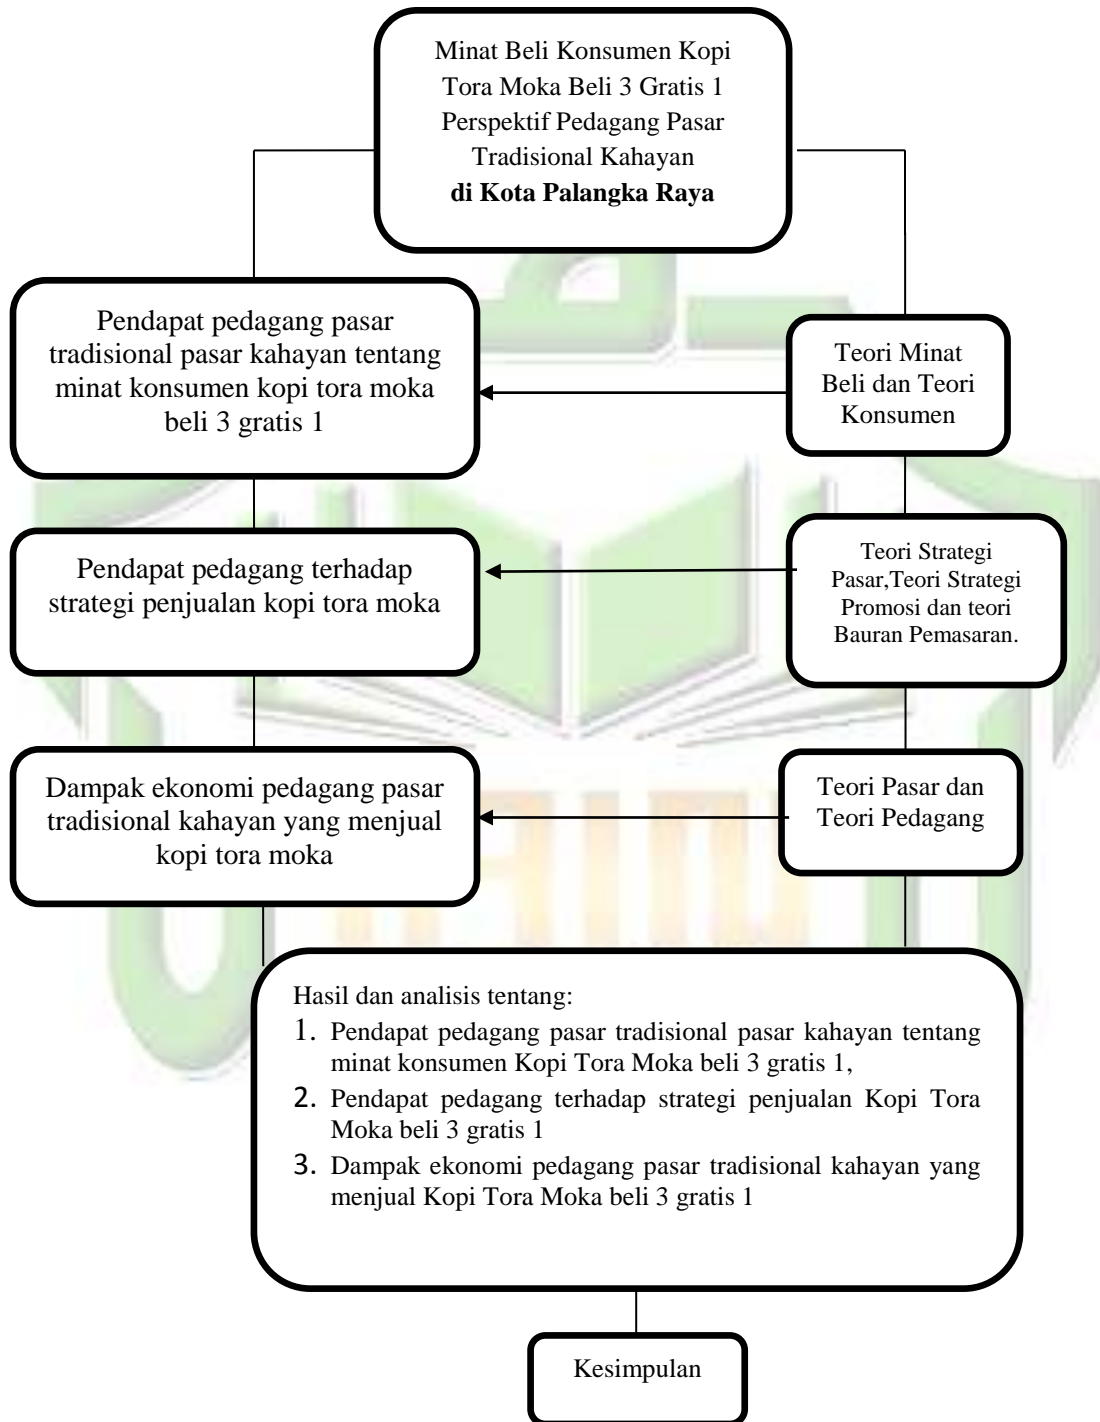 Minat Beli Konsumen Kopi
Tora Moka Beli 3 Gratis 1
Perspektif Pedagang Pasar
Tradisional Kahayan
di Kota Palangka Raya
Pendapat pedagang pasar
tradisional pasar kahayan tentang
minat konsumen kopi tora moka
beli 3 gratis 1
Teori Minat
Beli dan Teori
Konsumen
Pendapat pedagang terhadap
strategi penjualan kopi tora moka
Teori Strategi
Pasar,Teori Strategi
Promosi dan teori
Bauran Pemasaran.
Dampak ekonomi pedagang pasar
tradisional kahayan yang menjual
kopi tora moka
Teori Pasar dan
Teori Pedagang
Hasil dan analisis tentang:
1. Pendapat pedagang pasar tradisional pasar kahayan tentang
minat konsumen Kopi Tora Moka beli 3 gratis 1,
2. Pendapat pedagang terhadap strategi penjualan Kopi Tora
Moka beli 3 gratis 1
3. Dampak ekonomi pedagang pasar tradisional kahayan yang
menjual Kopi Tora Moka beli 3 gratis 1
Kesimpulan